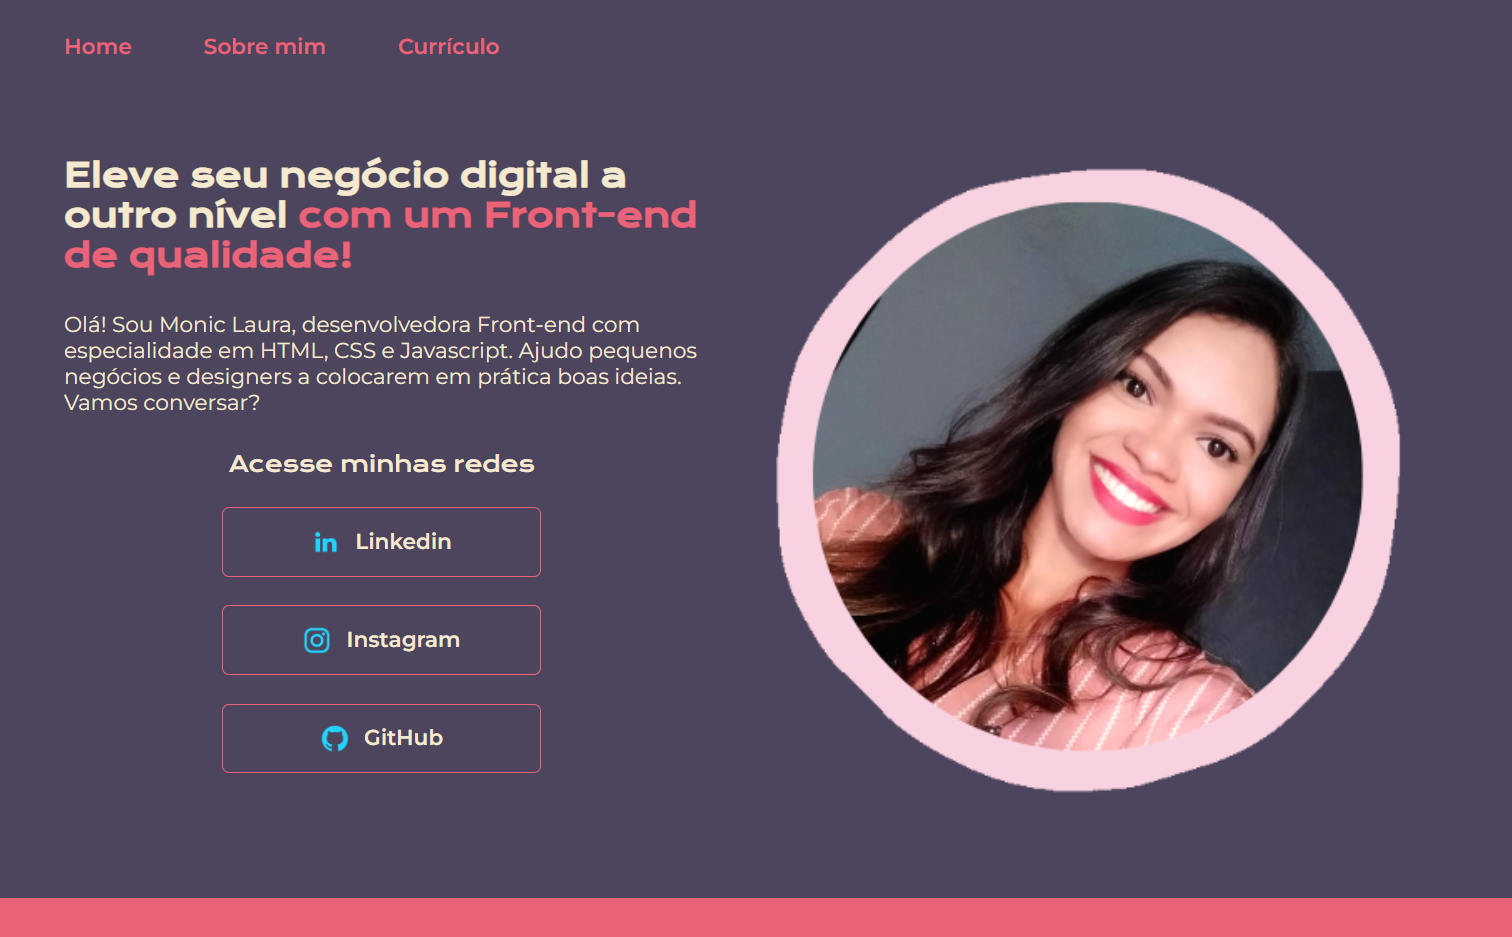 Home Sobre mim Currículo
Eleve seu negócio digital a
outro nível com um Front-end
de qualidade!
Olá! Sou Monic Laura, desenvolvedora Front-end com
especialidade em HTML, CSS e Javascript. Ajudo pequenos
negócios e designers a colocarem em prática boas ideias.
Vamos conversar?
Acesse minhas redes
in Linkedin
Instagram
GitHub